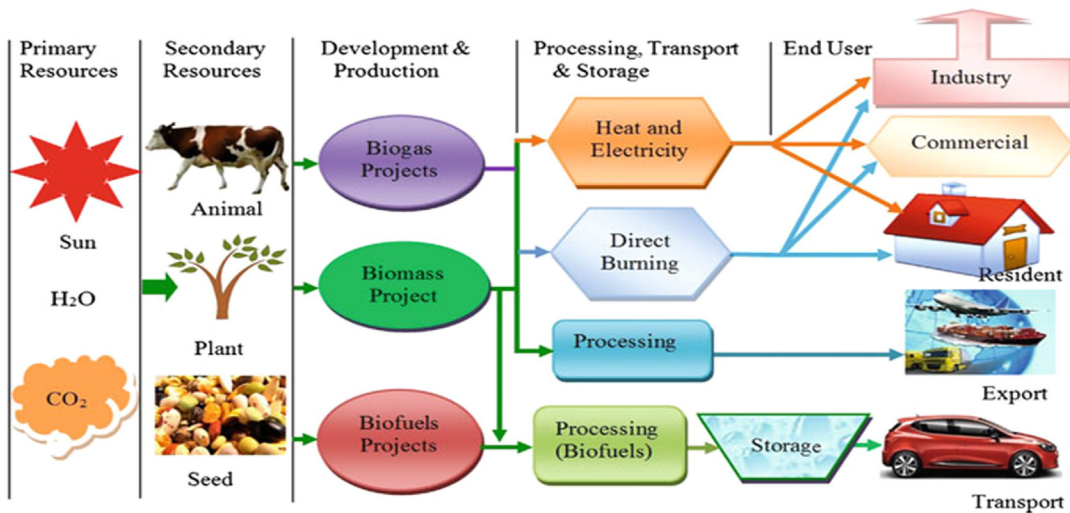 Primary
Resources
Secondary
Resources
Development &
Production
Processing, Transport
& Storage
End User
Sun
H₂O
CO₂
Animal
Plant
Seed
Biogas
Projects
Biomass
Project
Biofuels
Projects
Heat and
Electricity
Direct
Burning
Processing
Processing
(Biofuels)
Storage
Industry
Commercial
Resident
Export
Transport